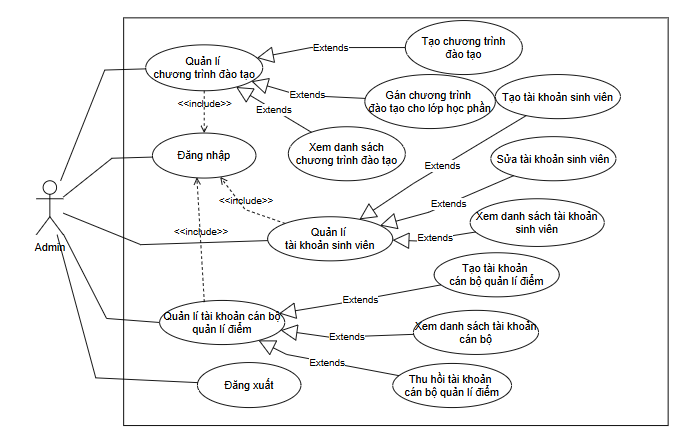 Quản lí
chương trình đào tạo
Extends
Tạo chương trình
đào tạo
Extends
Gán chương trình
đào tạo cho lớp học phần
Tạo tài khoản sinh viên
<<include>>
Extends
Xem danh sách
chương trình đào tạo
Đăng nhập
Extends
Sửa tài khoản sinh viên
<<include>>
Extends
Xem danh sách tài khoản
sinh viên
Admin
<<include>>
Quản lí
tài khoản sinh viên
Extends
Tạo tài khoản
cán bộ quản lí điểm
Extends
Quản lí tài khoản cán bộ
quản lí điểm
Extends
Xem danh sách tài khoản
cán bộ
Extends
Đăng xuất
Thu hồi tài khoản
cán bộ quản lí điểm